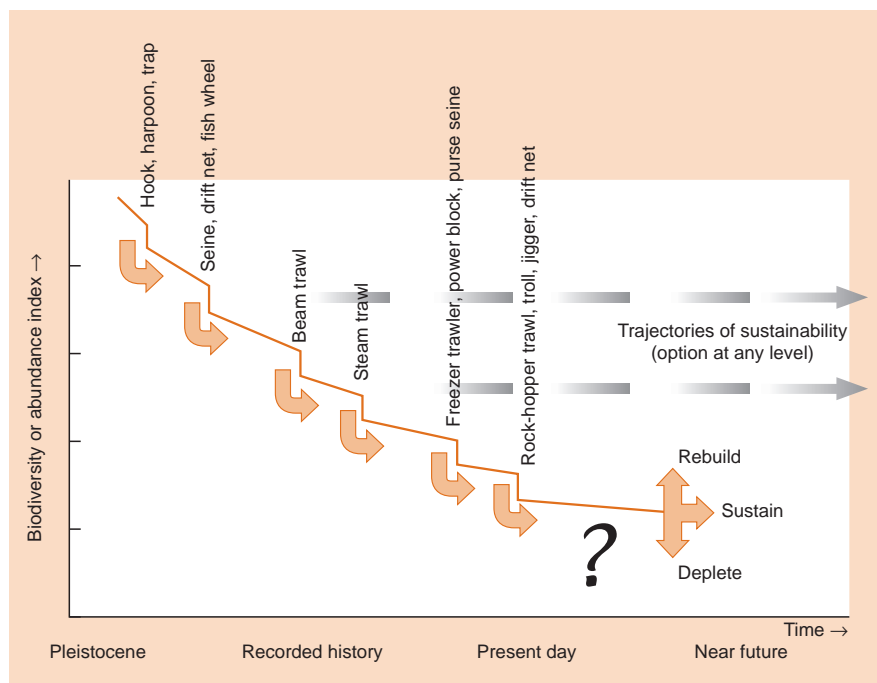 Hook, harpoon, trap
Seine, drift net, fish wheel
Beam trawl
Steam trawl
Freezer trawler, power block, purse seine
Rock-hopper trawl, troll, jigger, drift net
Biodiversity or abundance index →
Trajectories of sustainability
(option at any level)
Rebuild
Sustain
?
Deplete
Time →
Pleistocene
Recorded history
Present day
Near future